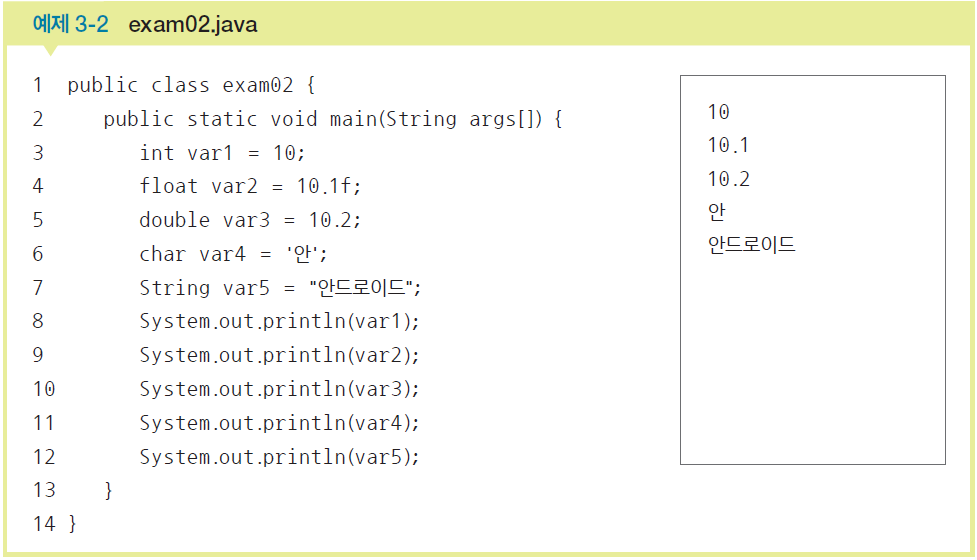 예제 3-2 exam02.java
1 public class exam02 {
2 public static void main(String args[]) {
3 int var1 = 10;
4 float var2 = 10.1f;
5 double var3 = 10.2;
6 char var4 = '안';
7 String var5 = "안드로이드";
8 System.out.println(var1);
9 System.out.println(var2);
10 System.out.println(var3);
11 System.out.println(var4);
12 System.out.println(var5);
13 }
14 }
10
10.1
10.2
안
안드로이드